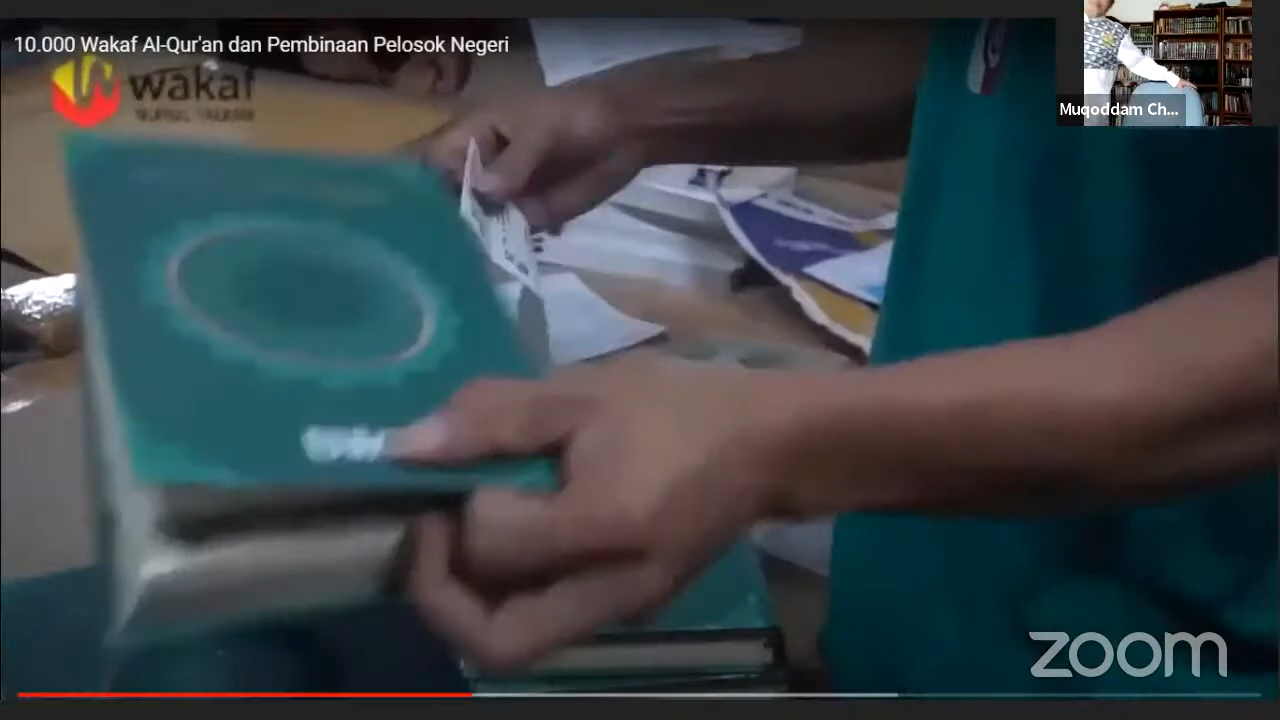 10.000 Wakaf Al-Qur'an dan Pembinaan Pelosok Negeri
wakaf
Muqoddam Ch...
zoom